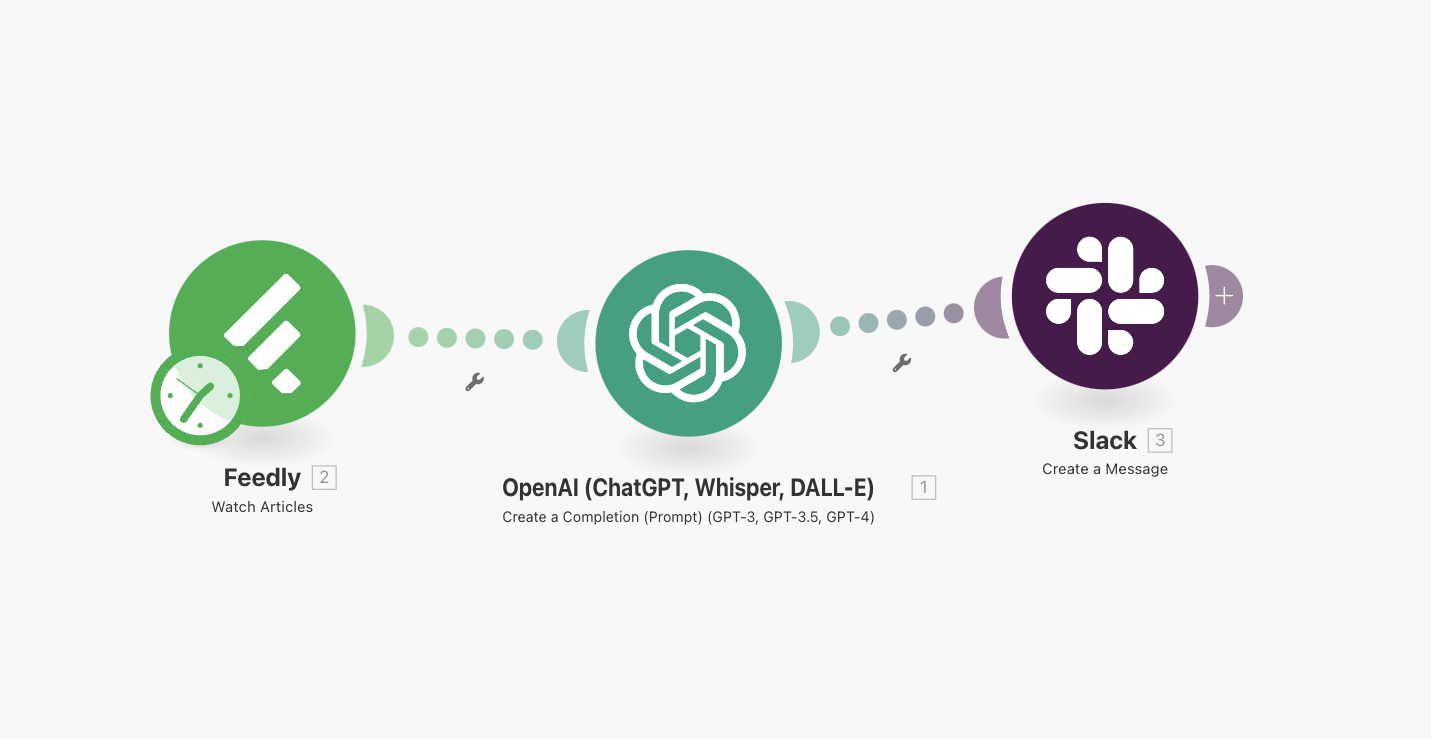 Feedly 2
Watch Articles
OpenAI (ChatGPT, Whisper, DALL-E) 1
Create a Completion (Prompt) (GPT-3, GPT-3.5, GPT-4)
Slack 3
Create a Message